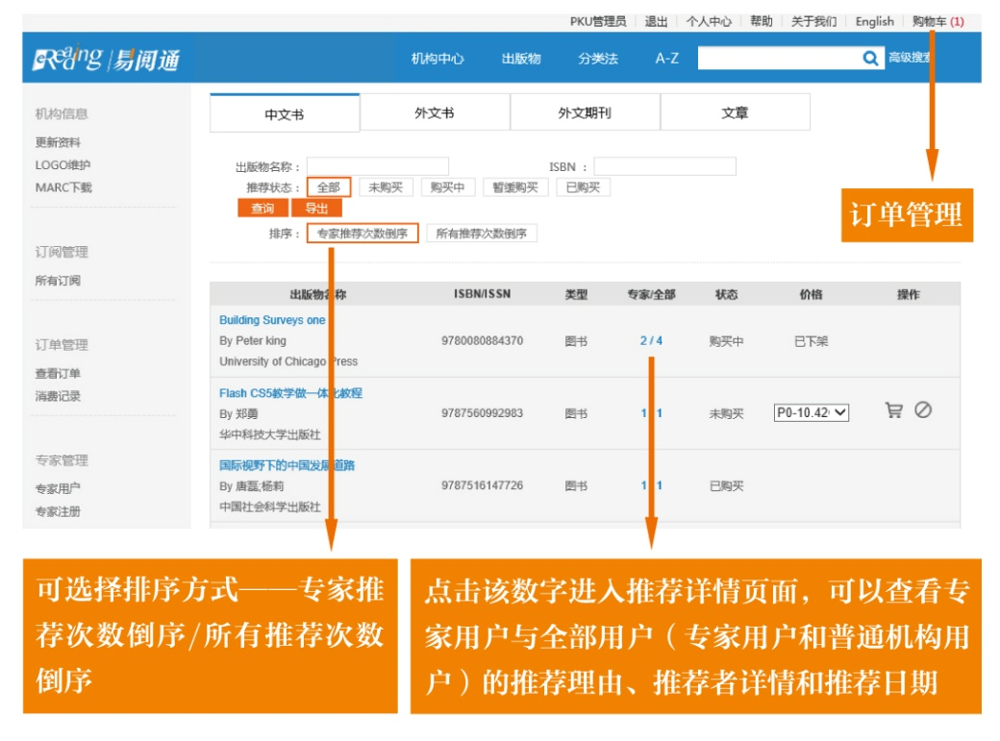 PKU管理员 退出 个人中心 帮助 关于我们 English 购物车 (1)
eReading 易阅通 机构中心 出版物 分类法 A-Z 高级搜索
机构信息
更新资料
LOGO维护
MARC下载
订阅管理
所有订阅
订单管理
查看订单
消费记录
专家管理
专家用户
专家注册
中文书 外文书 外文期刊 文章
出版物名称： ISBN ：
推荐状态： 全部 未购买 购买中 暂缓购买 已购买
查询 导出
排序： 专家推荐次数倒序 所有推荐次数倒序
订单管理
出版物名称 ISBN/ISSN 类型 专家/全部 状态 价格 操作
Building Surveys one
By Peter king 9780080884370 图书 2 / 4 购买中 已下架
University of Chicago Press
Flash CS5教学做一体化教程
By 郑勇 9787560992983 图书 1 / 1 未购买 P0-10.42
华中科技大学出版社
国际视野下的中国发展道路
By 唐磊;杨莉 9787516147726 图书 1 / 1 已购买
中国社会科学出版社
可选择排序方式——专家推
荐次数倒序/所有推荐次数
倒序
点击该数字进入推荐详情页面，可以查看专
家用户与全部用户（专家用户和普通机构用
户）的推荐理由、推荐者详情和推荐日期